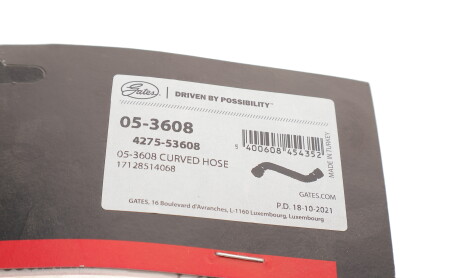 Gates
DRIVEN BY POSSIBILITY™
05-3608
4275-53608
05-3608 CURVED HOSE
17128514068
5 400608 454352
MADE IN TURKEY
GATES.COM
P.D. 18-10-2021
GATES, 16 Boulevard d'Avranches, L-1160 Luxembourg, Luxembourg